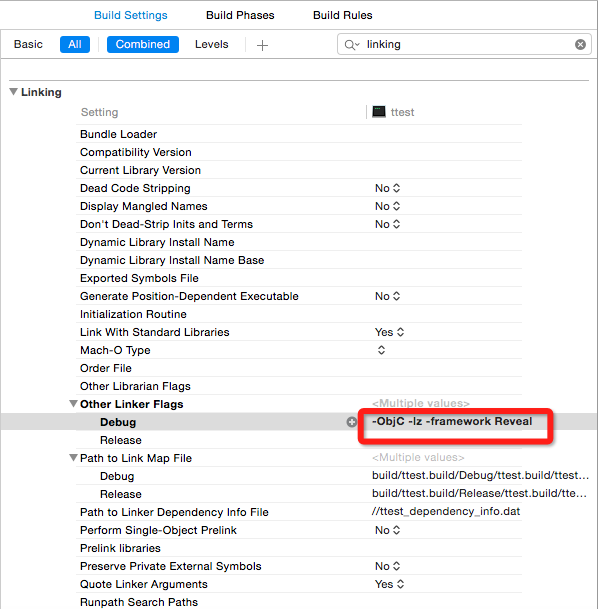 Build Settings Build Phases Build Rules
Basic All Combined Levels linking
Linking
Setting ttest
Bundle Loader
Compatibility Version
Current Library Version
Dead Code Stripping No
Display Mangled Names No
Don't Dead-Strip Inits and Terms No
Dynamic Library Install Name
Dynamic Library Install Name Base
Exported Symbols File
Generate Position-Dependent Executable No
Initialization Routine
Link With Standard Libraries Yes
Mach-O Type
Order File
Other Librarian Flags
Other Linker Flags <Multiple values>
Debug -ObjC -lz -framework Reveal
Release
Path to Link Map File <Multiple values>
Debug build/ttest.build/Debug/ttest.build/ttest...
Release build/ttest.build/Release/ttest.build/tte...
Path to Linker Dependency Info File //ttest_dependency_info.dat
Perform Single-Object Prelink No
Prelink libraries
Preserve Private External Symbols No
Quote Linker Arguments Yes
Runpath Search Paths